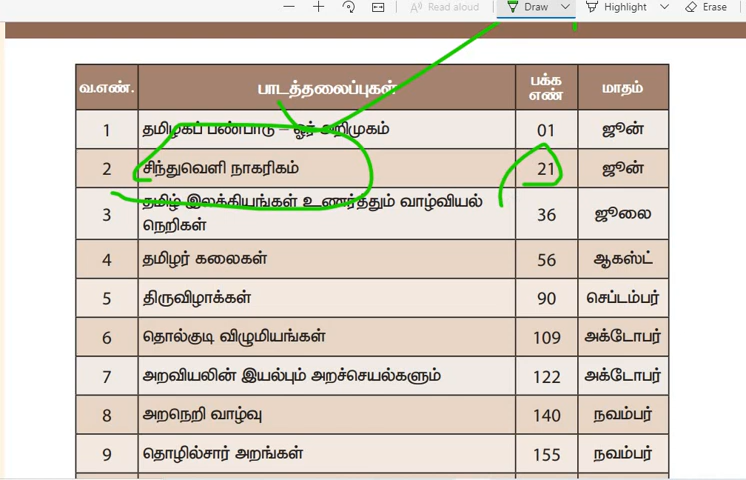 Read aloud Draw Highlight Erase
வ.எண். பாடத்தலைப்புகள் பக்க எண் மாதம்
1 தமிழகப் பண்பாடு – ஓர் அறிமுகம் 01 ஜூன்
2 சிந்துவெளி நாகரிகம் 21 ஜூன்
3 தமிழ் இலக்கியங்கள் உணர்த்தும் வாழ்வியல் நெறிகள் 36 ஜூலை
4 தமிழர் கலைகள் 56 ஆகஸ்ட்
5 திருவிழாக்கள் 90 செப்டம்பர்
6 தொல்குடி விழுமியங்கள் 109 அக்டோபர்
7 அறவியலின் இயல்பும் அறச்செயல்களும் 122 அக்டோபர்
8 அறநெறி வாழ்வு 140 நவம்பர்
9 தொழில்சார் அறங்கள் 155 நவம்பர்